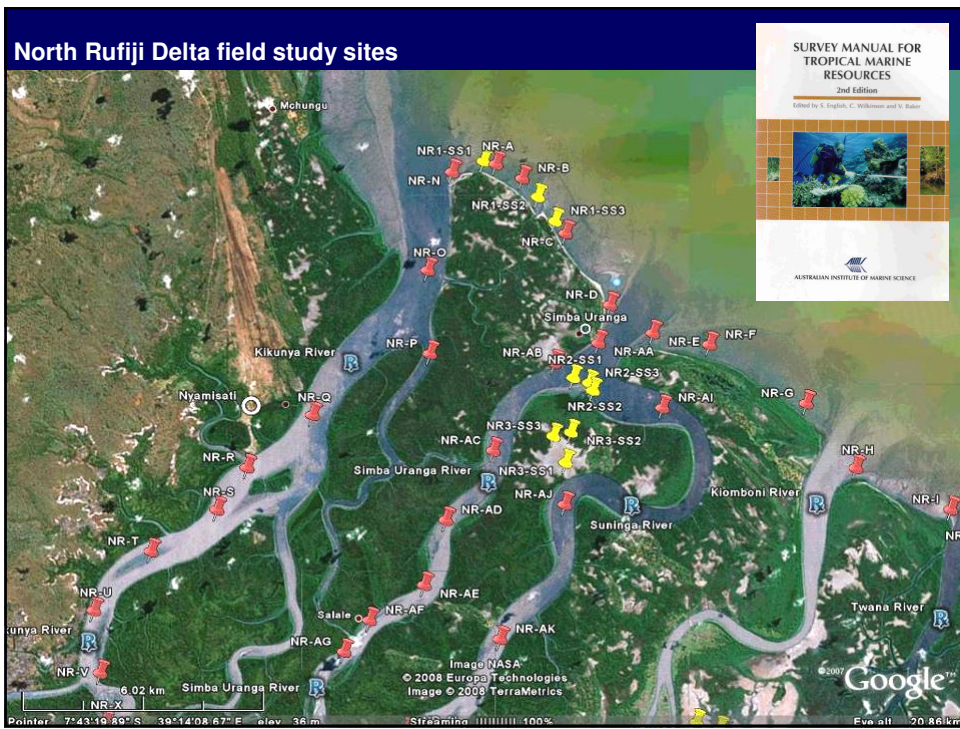 North Rufiji Delta field study sites
SURVEY MANUAL FOR
TROPICAL MARINE
RESOURCES
2nd Edition
Edited by S. English, C. Wilkinson and V. Baker
AUSTRALIAN INSTITUTE OF MARINE SCIENCE
Mchungu
NR1-SS1
NR-A
NR-N
NR-B
NR1-SS2
NR1-SS3
NR-C
NR-O
NR-D
Simba Uranga
NR-P
NR-AB
NR-AA
NR-E
NR-F
Kikunya River
NR2-SS1
NR2-SS3
Nyamisati
NR-Q
NR2-SS2
NR-AI
NR-G
NR3-SS3
NR-AC
NR3-SS2
NR-H
NR-R
Simba Uranga River
NR3-SS1
NR-S
NR-AJ
Kiomboni River
NR-I
NR-AD
Suninga River
NR
NR-T
NR-U
NR-AE
Salale
NR-AF
Twana River
kunya River
NR-AG
NR-AK
NR-V
Image NASA
© 2008 Europa Technologies
Image © 2008 TerraMetrics
©2007 Google™
6.02 km
Simba Uranga River
NR-X
Pointer 7°43'19.89" S 39°14'08.67" E elev 36 m
Streaming ||||||||| 100%
Eye alt 20.86 km